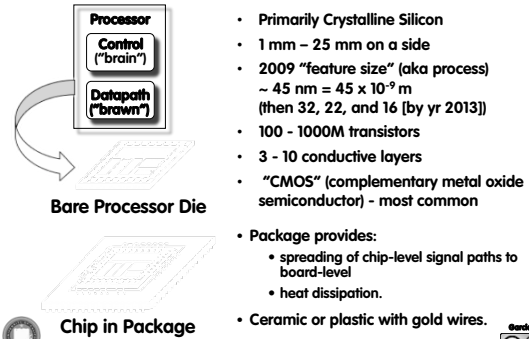 Processor
Control
("brain")
Datapath
("brawn")
Bare Processor Die
Chip in Package
• Primarily Crystalline Silicon
• 1 mm – 25 mm on a side
• 2009 "feature size" (aka process)
~ 45 nm = 45 x 10-9 m
(then 32, 22, and 16 [by yr 2013])
• 100 - 1000M transistors
• 3 - 10 conductive layers
• "CMOS" (complementary metal oxide
semiconductor) - most common
• Package provides:
• spreading of chip-level signal paths to
board-level
• heat dissipation.
• Ceramic or plastic with gold wires.